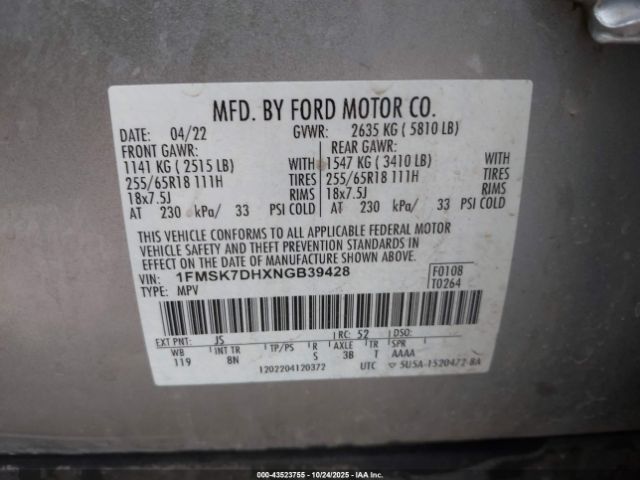 MFD. BY FORD MOTOR CO.
DATE: 04/22 GVWR: 2635 KG ( 5810 LB)
FRONT GAWR: REAR GAWR:
1141 KG ( 2515 LB) WITH 1547 KG ( 3410 LB) WITH
255/65R18 111H TIRES 255/65R18 111H TIRES
18x7.5J RIMS 18x7.5J RIMS
AT 230 kPa/ 33 PSI COLD AT 230 kPa/ 33 PSI COLD
THIS VEHICLE CONFORMS TO ALL APPLICABLE FEDERAL MOTOR
VEHICLE SAFETY AND THEFT PREVENTION STANDARDS IN
EFFECT ON THE DATE OF MANUFACTURE SHOWN ABOVE.
VIN: 1FMSK7DHXNGB39428 F0108
TYPE: MPV T0264
EXT PNT: JS RC: 52 DSO:
WB INT TR TP/PS R AXLE TR SPR
119 8N S 3B T AAAA
1202204120372 UTC 5U5A-1520472-BA
© 43523755 - 10/24/2025 - IAA, LLC